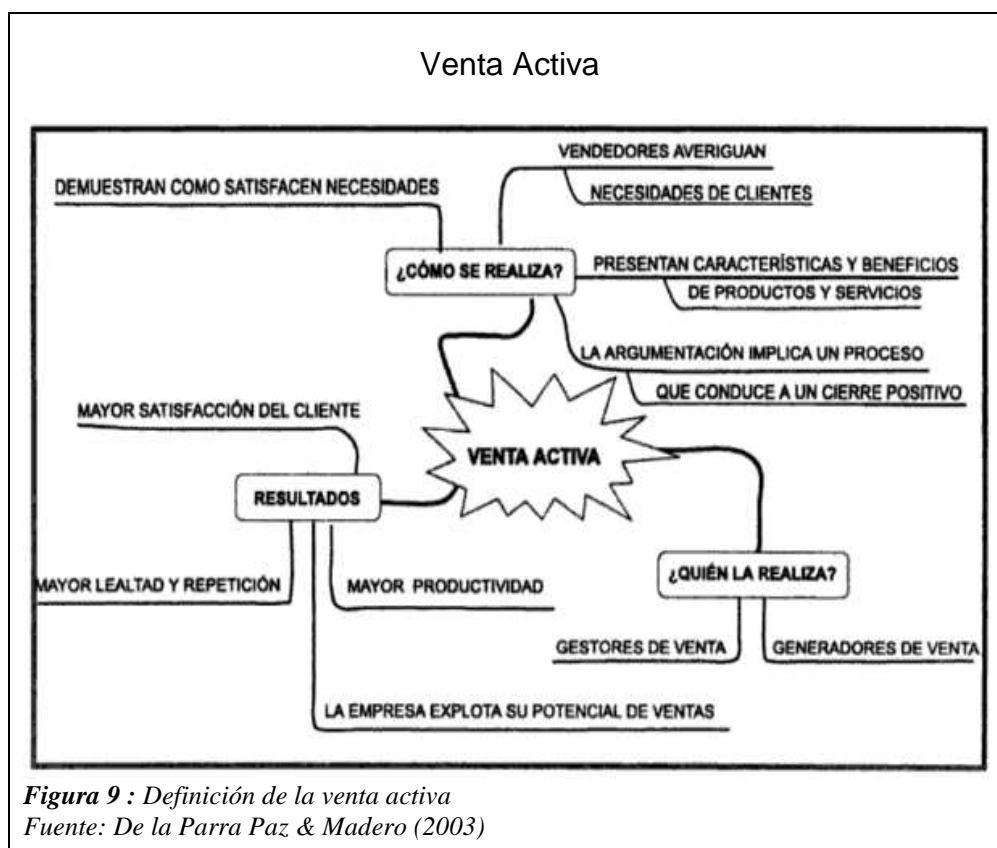 Venta Activa
VENDEDORES AVERIGUAN
NECESIDADES DE CLIENTES
DEMUESTRAN COMO SATISFACEN NECESIDADES
¿CÓMO SE REALIZA?
PRESENTAN CARACTERÍSTICAS Y BENEFICIOS
DE PRODUCTOS Y SERVICIOS
LA ARGUMENTACIÓN IMPLICA UN PROCESO
QUE CONDUCE A UN CIERRE POSITIVO
MAYOR SATISFACCIÓN DEL CLIENTE
VENTA ACTIVA
RESULTADOS
MAYOR LEALTAD Y REPETICIÓN
MAYOR PRODUCTIVIDAD
LA EMPRESA EXPLOTA SU POTENCIAL DE VENTAS
¿QUIÉN LA REALIZA?
GESTORES DE VENTA
GENERADORES DE VENTA
Figura 9 : Definición de la venta activa
Fuente: De la Parra Paz & Madero (2003)